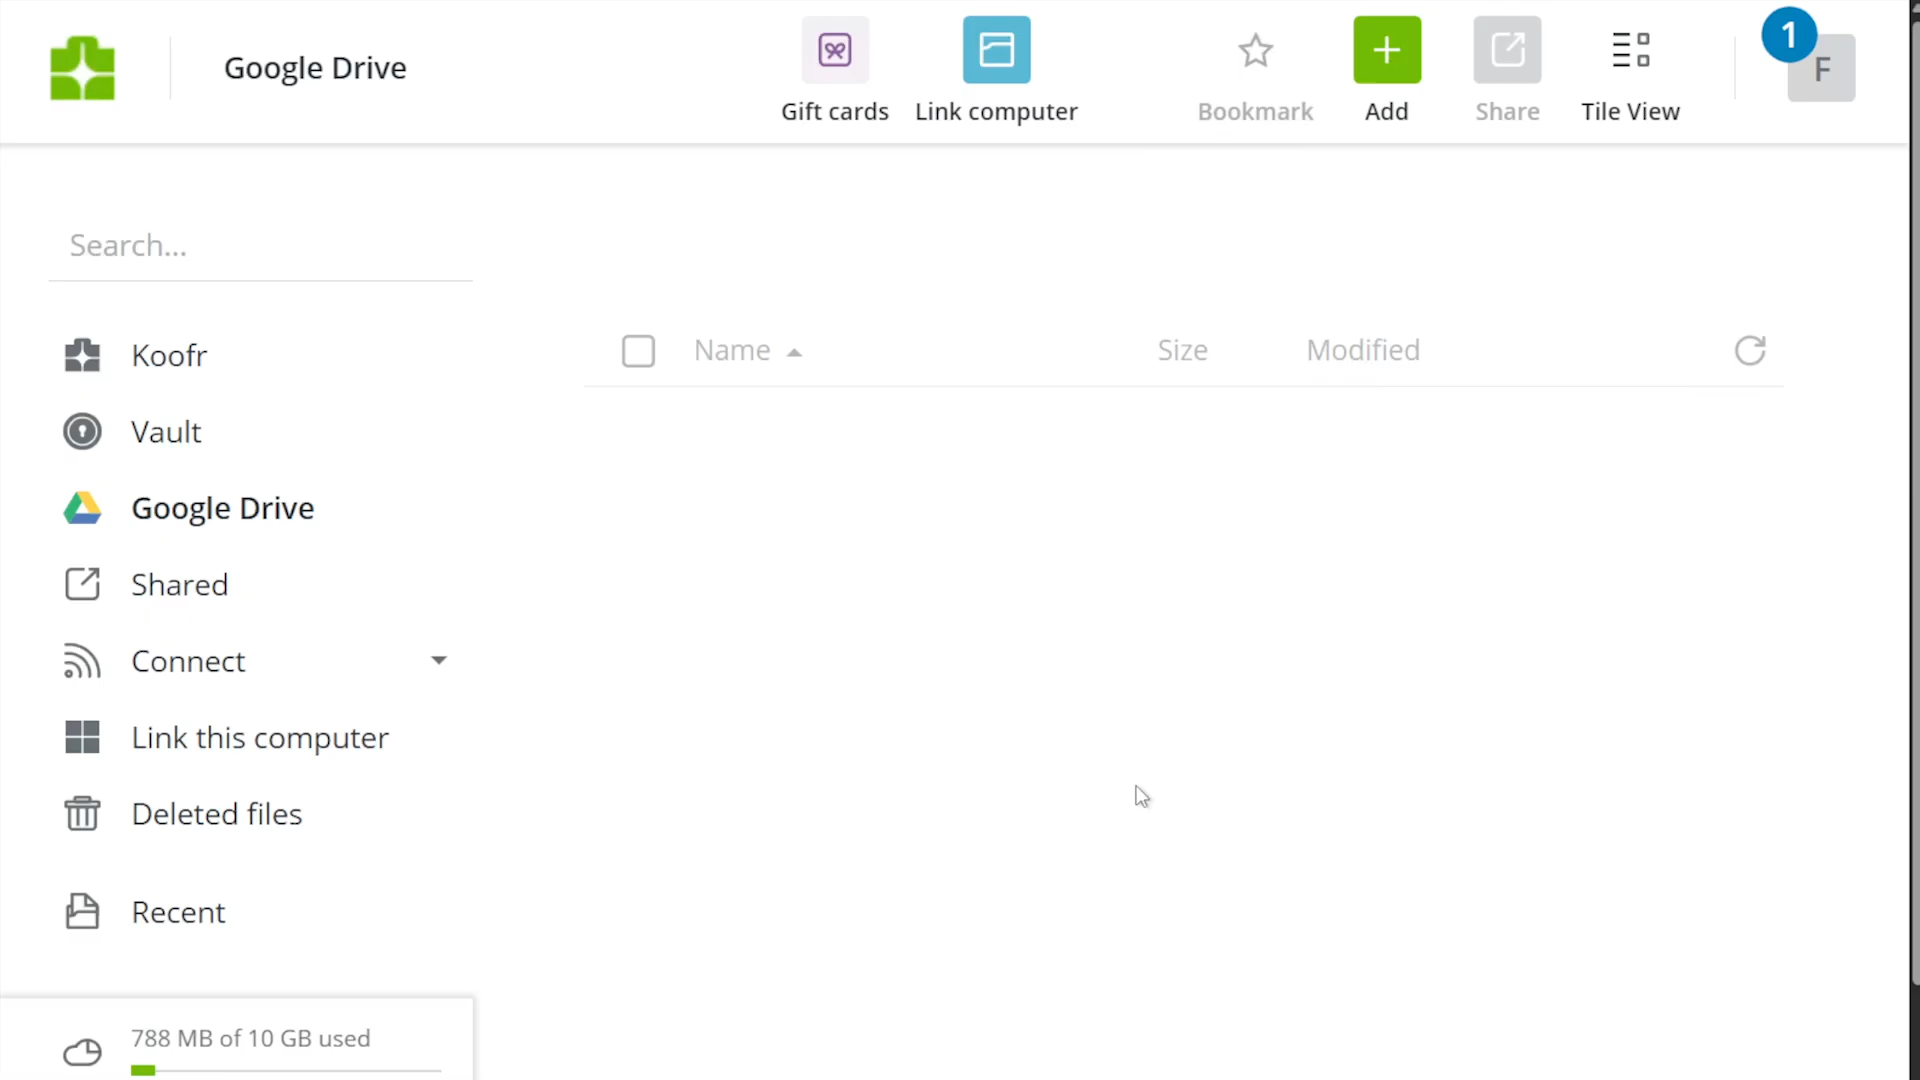 Google Drive
Gift cards
Link computer
Bookmark
Add
Share
Tile View
1
F
Search...
Koofr
Vault
Google Drive
Shared
Connect
Link this computer
Deleted files
Recent
788 MB of 10 GB used
Name
Size
Modified